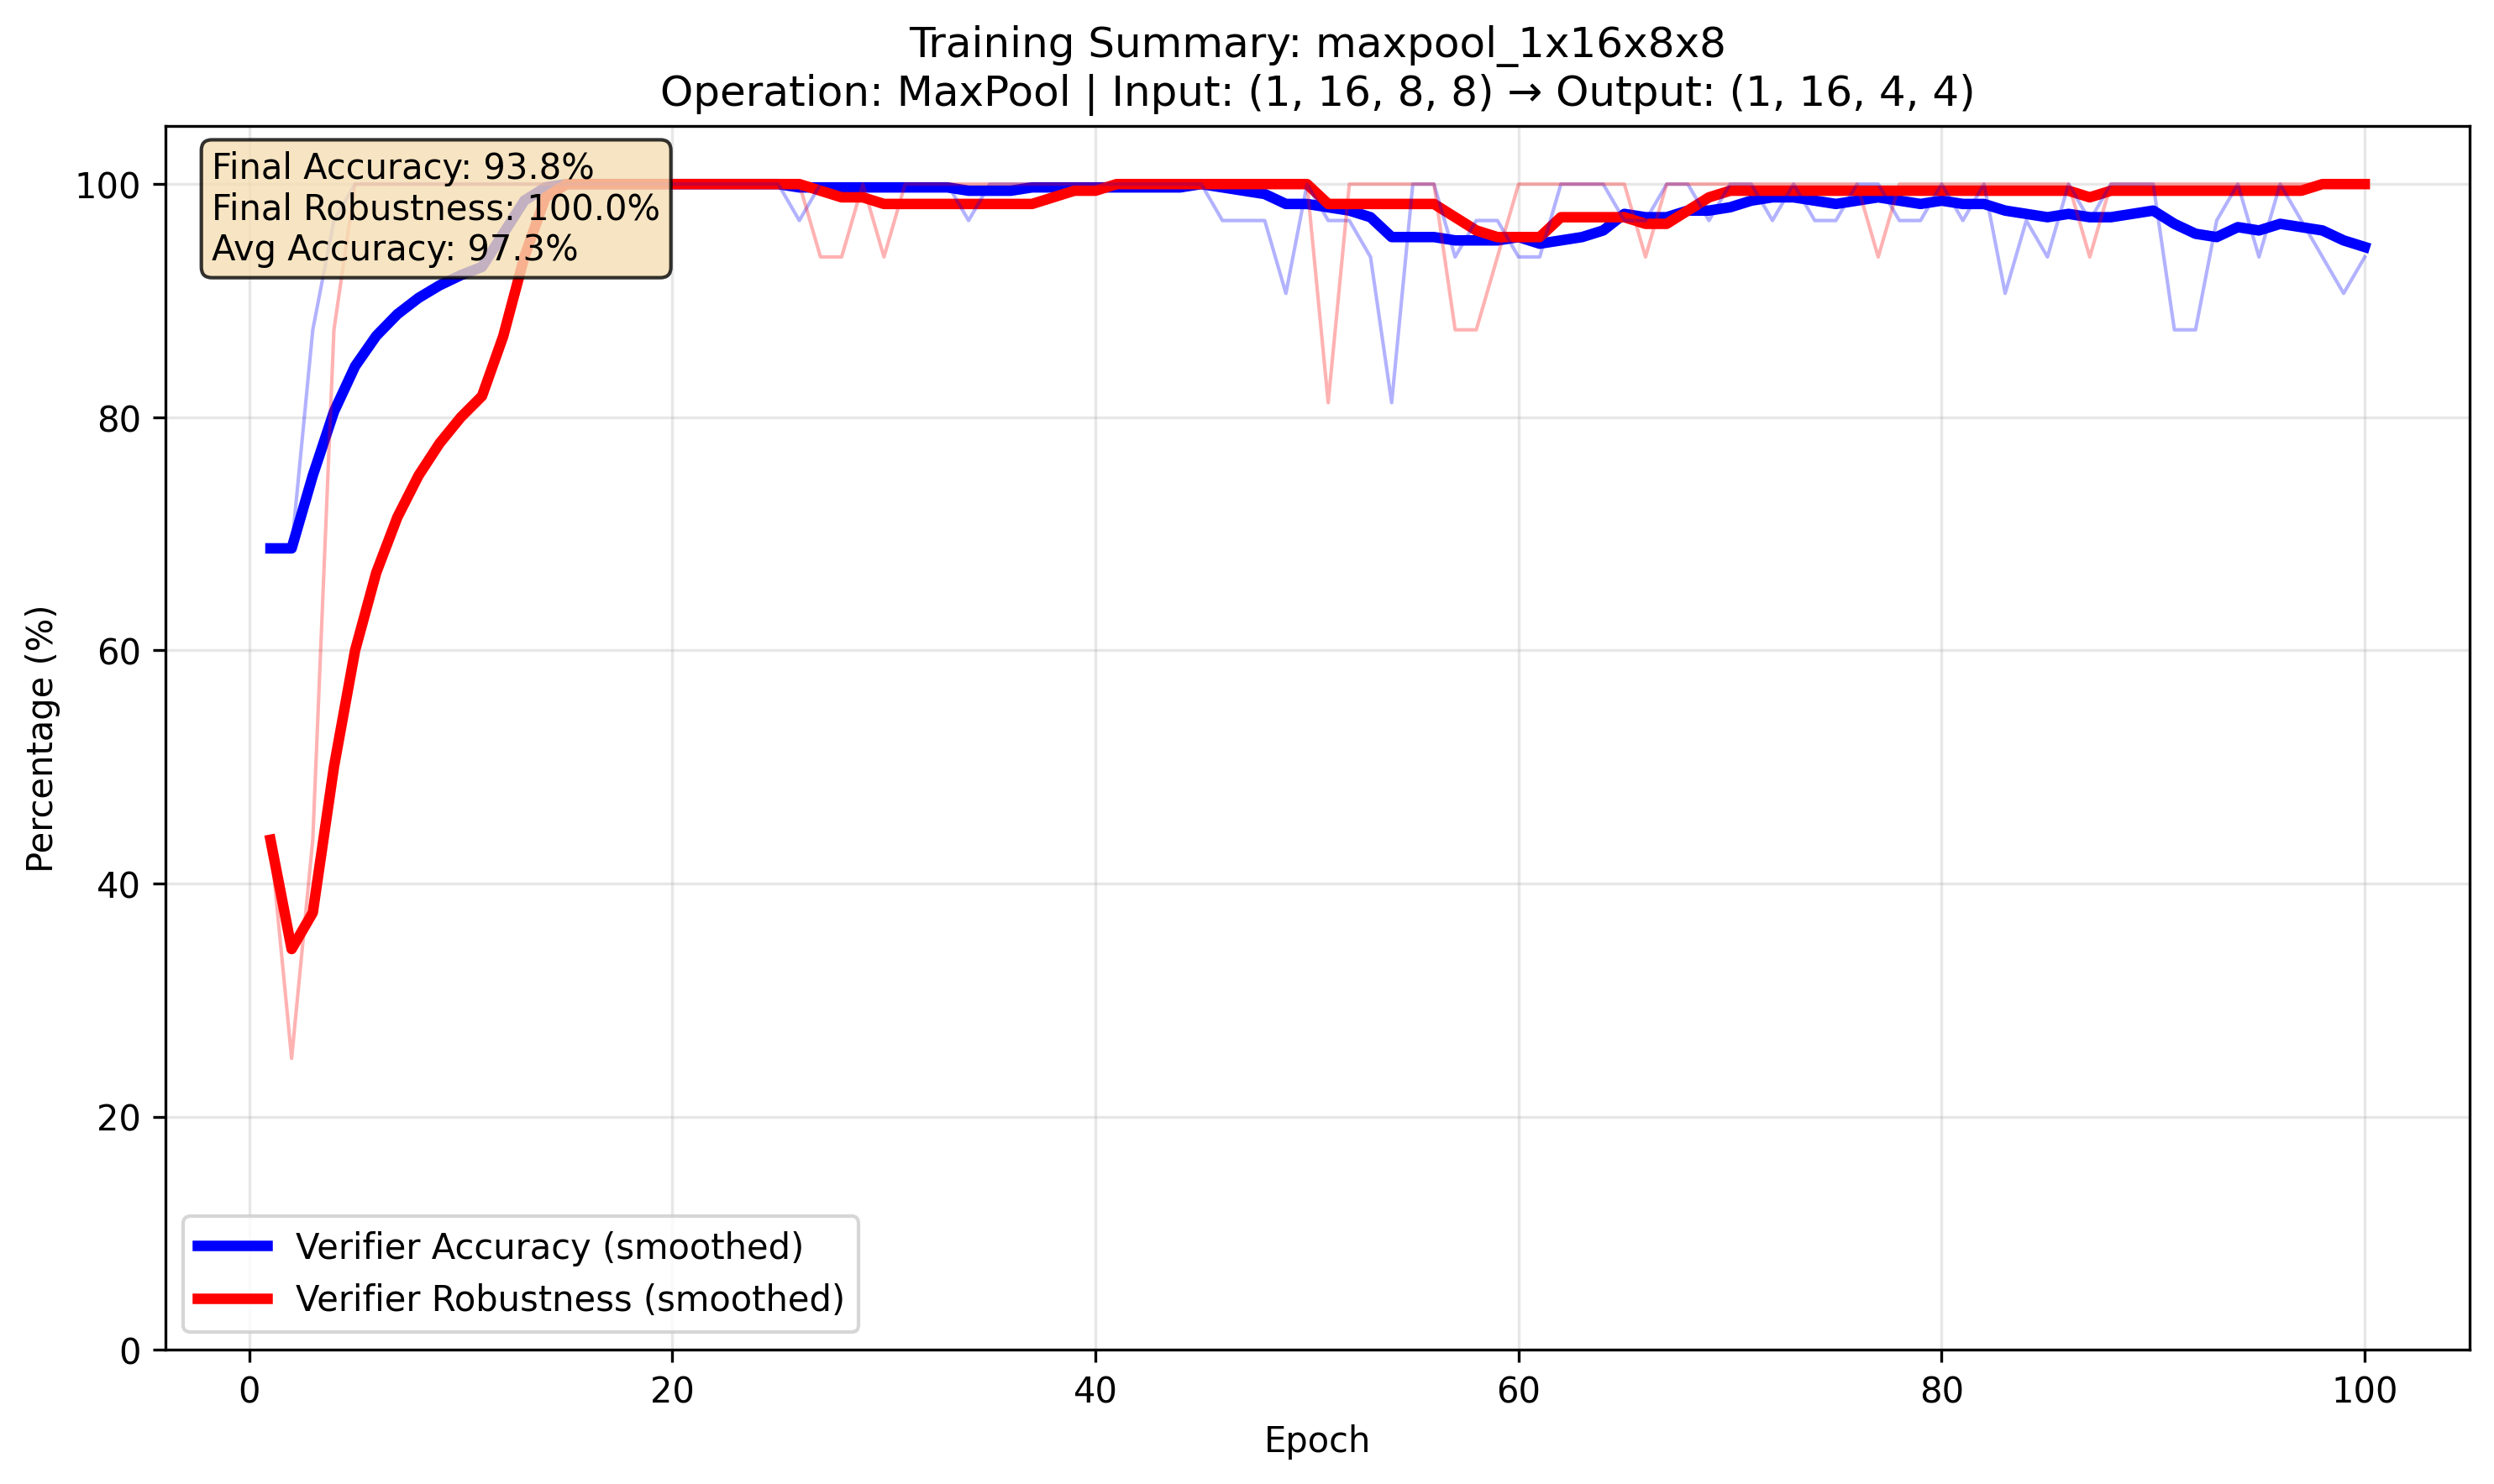 Training Summary: maxpool_1x16x8x8
Operation: MaxPool | Input: (1, 16, 8, 8) → Output: (1, 16, 4, 4)
Final Accuracy: 93.8%
Final Robustness: 100.0%
Avg Accuracy: 97.3%
100
80
60
40
20
0
Percentage (%)
Verifier Accuracy (smoothed)
Verifier Robustness (smoothed)
0 20 40 60 80 100
Epoch